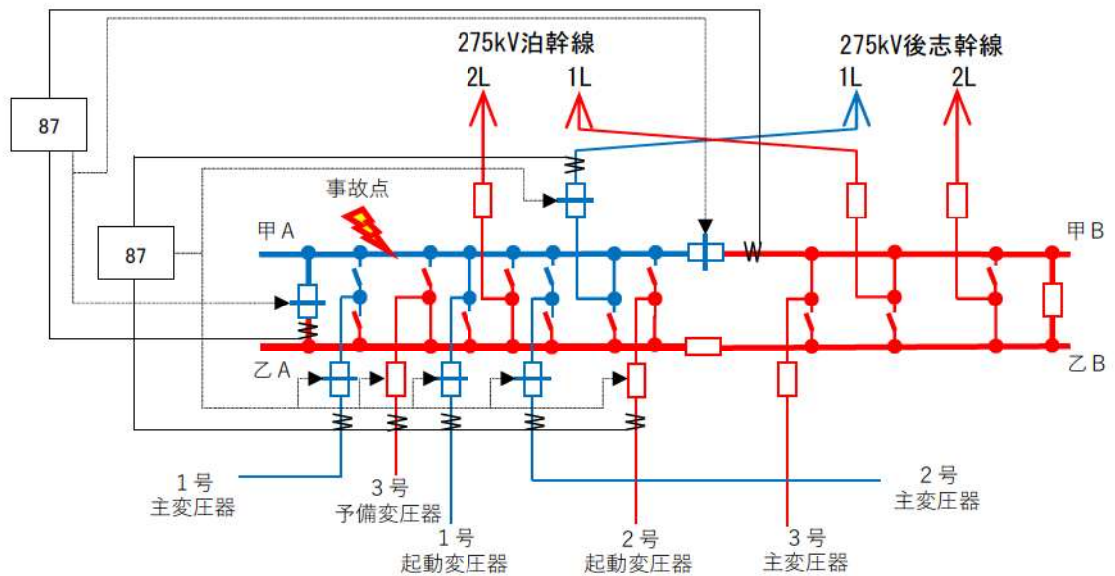 275kV泊幹線
275kV後志幹線
2L
1L
1L
2L
87
事故点
甲A
甲B
87
乙A
乙B
1号
主変圧器
3号
予備変圧器
1号
起動変圧器
2号
起動変圧器
3号
主変圧器
2号
主変圧器